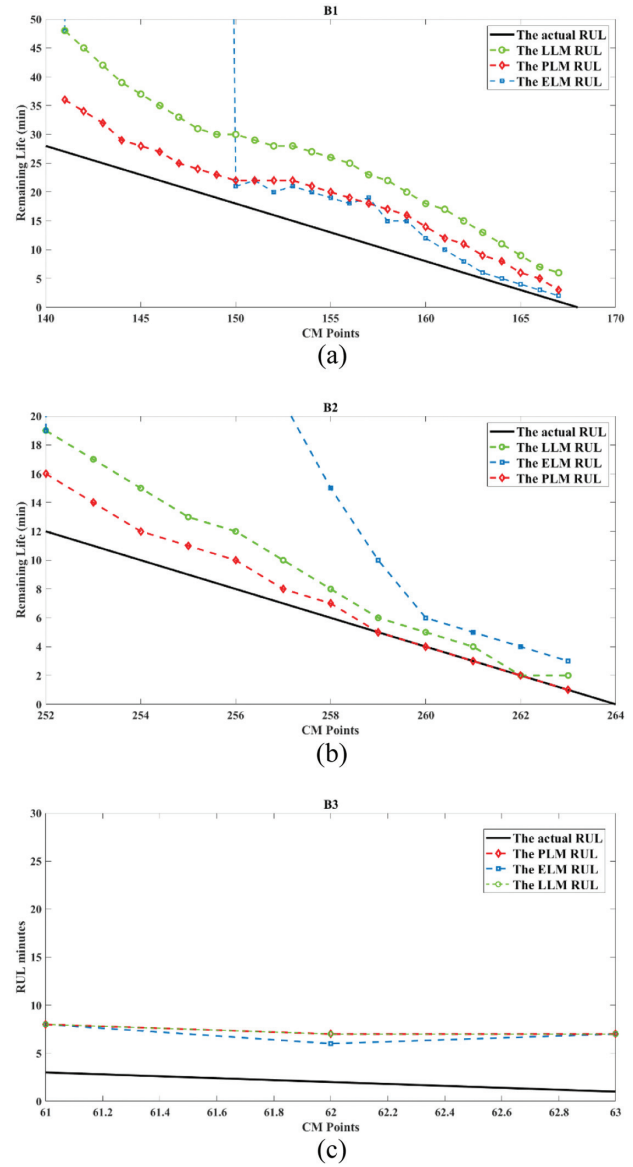 B1
50
45
40
35
30
25
20
15
10
5
0
Remaining Life (min)
The actual RUL
The LLM RUL
The PLM RUL
The ELM RUL
140 145 150 155 160 165 170
CM Points
(a)
B2
20
18
16
14
12
10
8
6
4
2
0
Remaining Life (min)
The actual RUL
The LLM RUL
The ELM RUL
The PLM RUL
252 254 256 258 260 262 264
CM Points
(b)
B3
30
25
20
15
10
5
0
RUL minutes
The actual RUL
The PLM RUL
The ELM RUL
The LLM RUL
61 61.2 61.4 61.6 61.8 62 62.2 62.4 62.6 62.8 63
CM Points
(c)